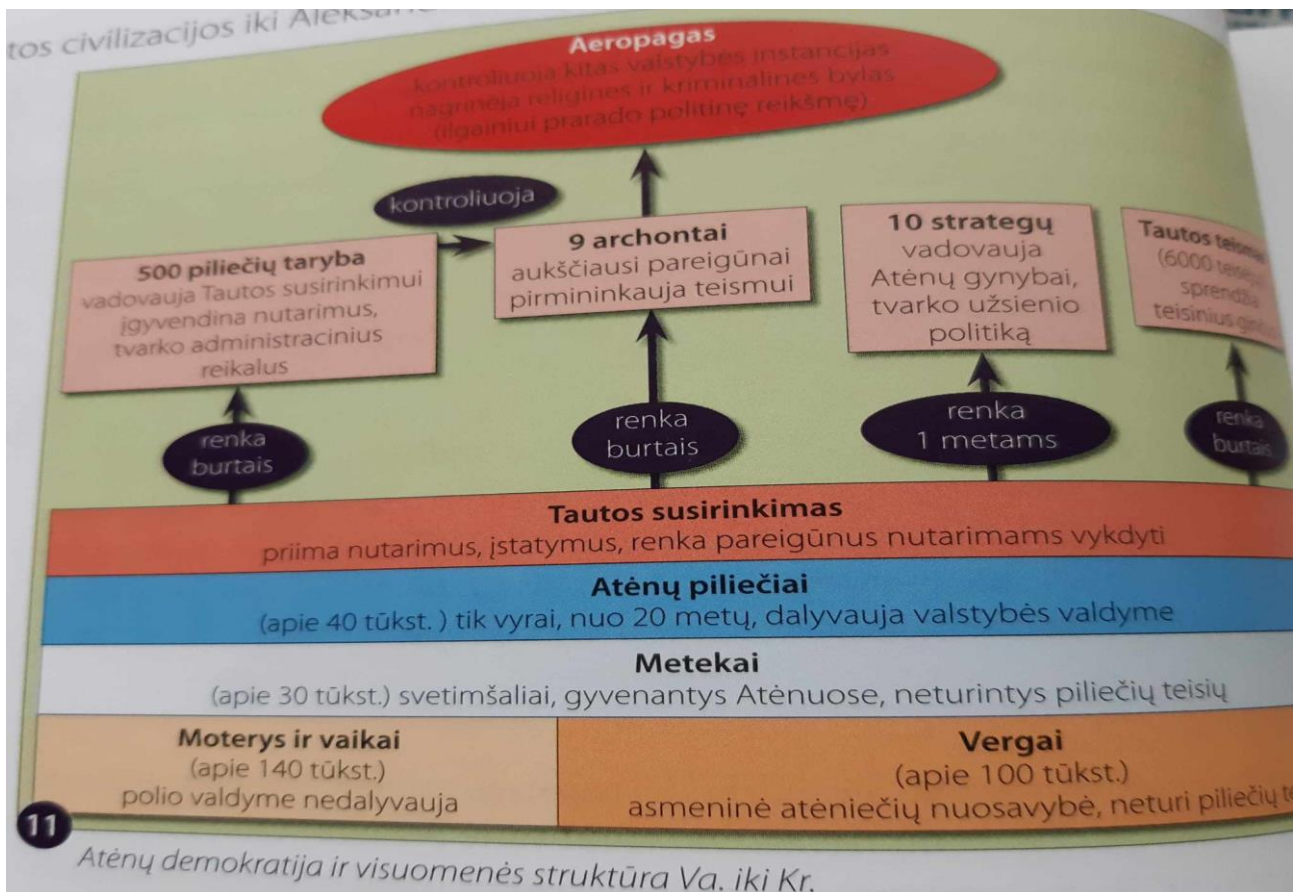 tos civilizacijos iki
Aeropagas
kontroliuoja kitas valstybės instancijas
nagrinėja religines ir kriminalines bylas
(ilgainiui prarado politinę reikšmę)
kontroliuoja
500 piliečių taryba
vadovauja Tautos susirinkimui
įgyvendina nutarimus,
tvarko administracinius
reikalus
9 archontai
aukščiausi pareigūnai
pirmininkauja teismui
10 strategų
vadovauja
Atėnų gynybai,
tvarko užsienio
politiką
Tautos
(6000
sprendžia
teisinius
renka
burtais
renka
burtais
renka
1 metams
renka
burtais
Tautos susirinkimas
priima nutarimus, įstatymus, renka pareigūnus nutarimams vykdyti
Atėnų piliečiai
(apie 40 tūkst. ) tik vyrai, nuo 20 metų, dalyvauja valstybės valdyme
Metekai
(apie 30 tūkst.) svetimšaliai, gyvenantys Atėnuose, neturintys piliečių teisių
Moterys ir vaikai
(apie 140 tūkst.)
polio valdyme nedalyvauja
Vergai
(apie 100 tūkst.)
asmeninė atėniečių nuosavybė, neturi piliečių
11
Atėnų demokratija ir visuomenės struktūra Va. iki Kr.